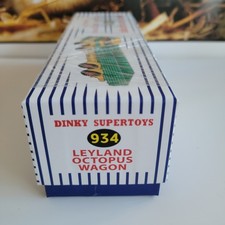 DINKY SUPERTOYS
934
LEYLAND
OCTOPUS
WAGON